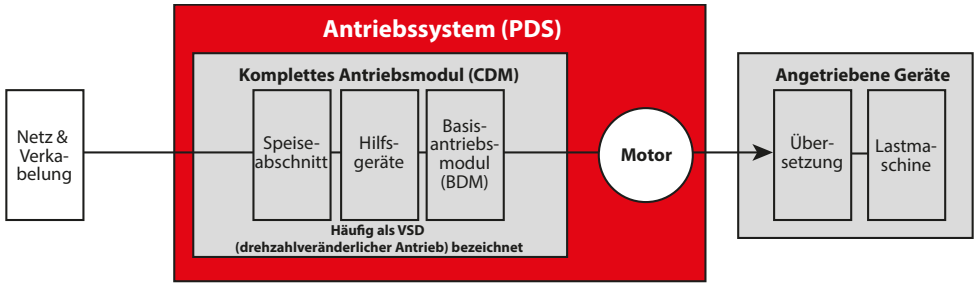 Antriebssystem (PDS)
Komplettes Antriebsmodul (CDM)
Angetriebene Geräte
Netz &
Verka-
belung
Speise-
abschnitt
Hilfs-
geräte
Basis-
antriebs-
modul
(BDM)
Motor
Über-
setzung
Lastma-
schine
Häufig als VSD
(drehzahlveränderlicher Antrieb) bezeichnet